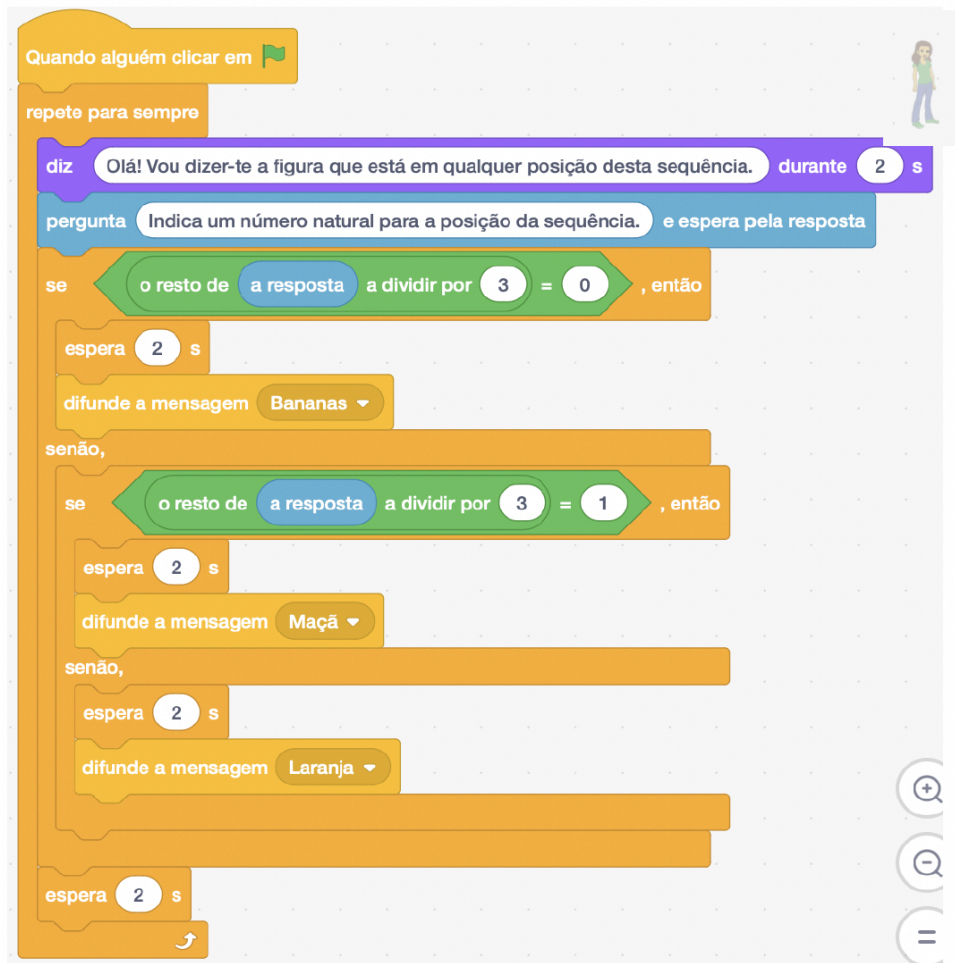 Quando alguém clicar em
repete para sempre
diz Olá! Vou dizer-te a figura que está em qualquer posição desta sequência. durante 2 s
pergunta Indica um número natural para a posição da sequência. e espera pela resposta
se o resto de a resposta a dividir por 3 = 0 , então
espera 2 s
difunde a mensagem Bananas
senão,
se o resto de a resposta a dividir por 3 = 1 , então
espera 2 s
difunde a mensagem Maçã
senão,
espera 2 s
difunde a mensagem Laranja
espera 2 s